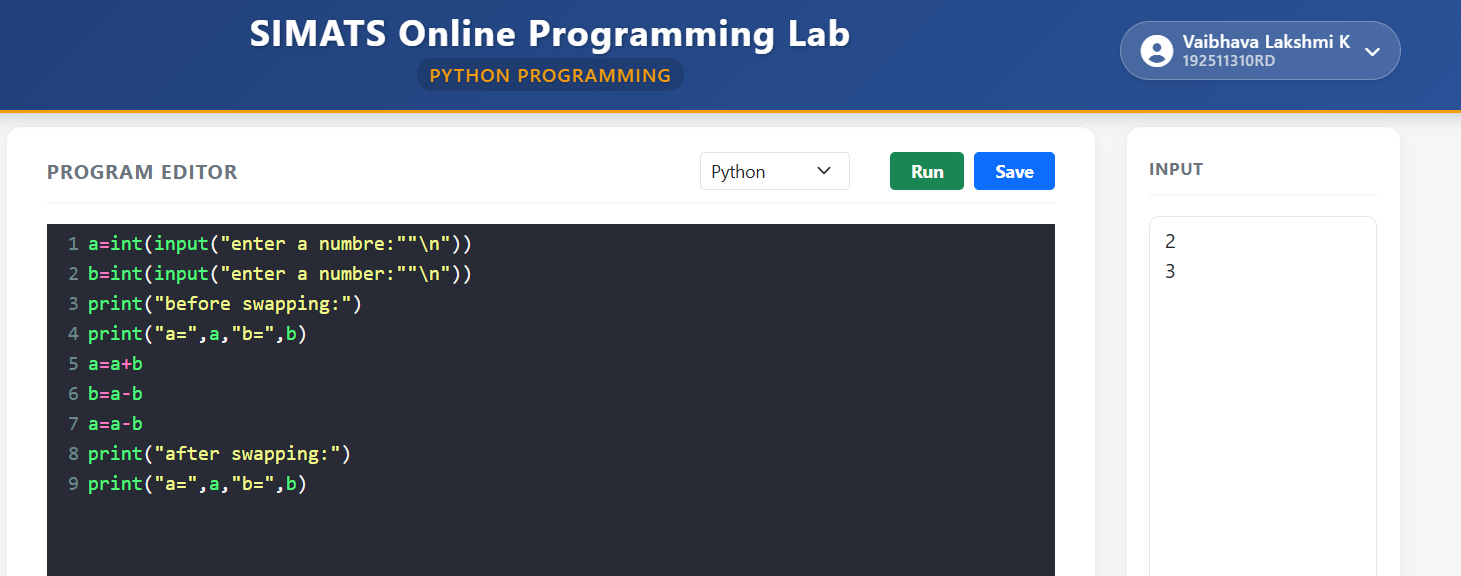 SIMATS Online Programming Lab
PYTHON PROGRAMMING
Vaibhava Lakshmi K
192511310RD
PROGRAM EDITOR
Python
Run
Save
1 a=int(input("enter a numbre:""\n"))
2 b=int(input("enter a number:""\n"))
3 print("before swapping:")
4 print("a=",a,"b=",b)
5 a=a+b
6 b=a-b
7 a=a-b
8 print("after swapping:")
9 print("a=",a,"b=",b)
INPUT
2
3